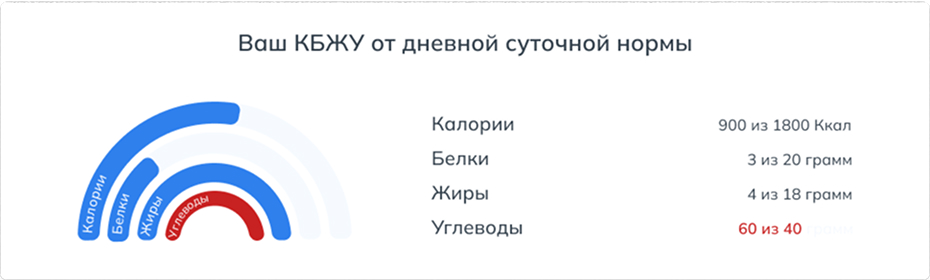 Ваш КБЖУ от дневной суточной нормы
Калории
Белки
Жиры
Углеводы
Калории 900 из 1800 Ккал
Белки 3 из 20 грамм
Жиры 4 из 18 грамм
Углеводы 60 из 40 грамм